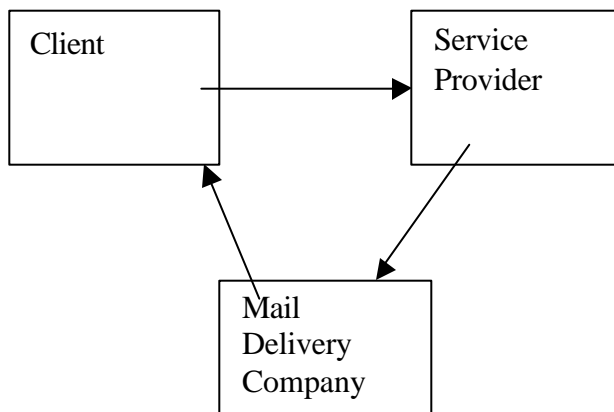 Client
Service
Provider
Mail
Delivery
Company